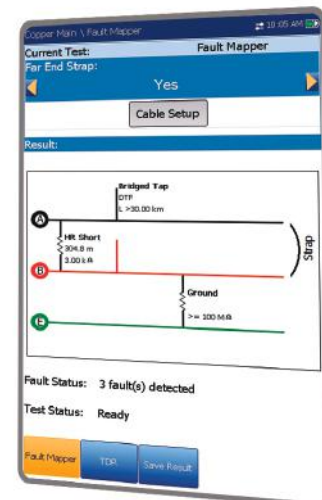 Copper Main \ Fault Mapper 10:05 AM
Current Test: Fault Mapper
Far End Strap:
Yes
Cable Setup
Result:
Bridged Tap
DTF
L >30.00 km
A
HR Short
304.8 m
3.00 kΩ
Strap
B
Ground
>= 100 MΩ
E
Fault Status: 3 fault(s) detected
Test Status: Ready
Fault Mapper TDR Save Result